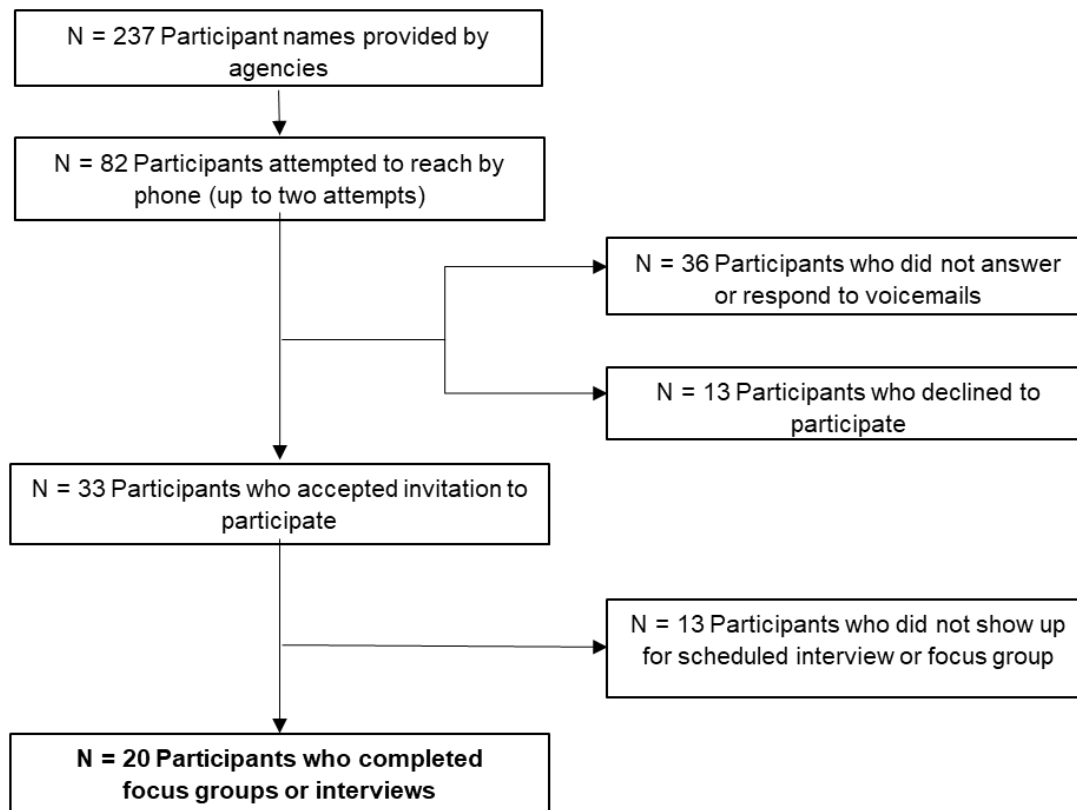 N = 237 Participant names provided by
agencies
N = 82 Participants attempted to reach by
phone (up to two attempts)
N = 36 Participants who did not answer
or respond to voicemails
N = 13 Participants who declined to
participate
N = 33 Participants who accepted invitation to
participate
N = 13 Participants who did not show up
for scheduled interview or focus group
N = 20 Participants who completed
focus groups or interviews